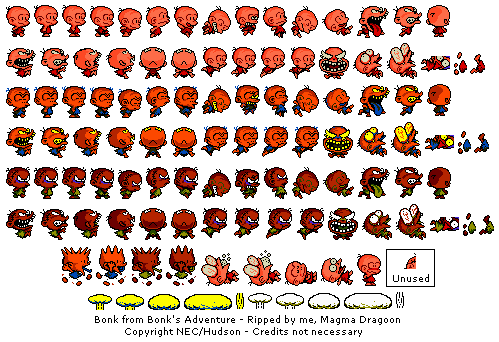 Unused
Bonk from Bonk's Adventure - Ripped by me, Magma Dragoon
Copyright NEC/Hudson - Credits not necessary